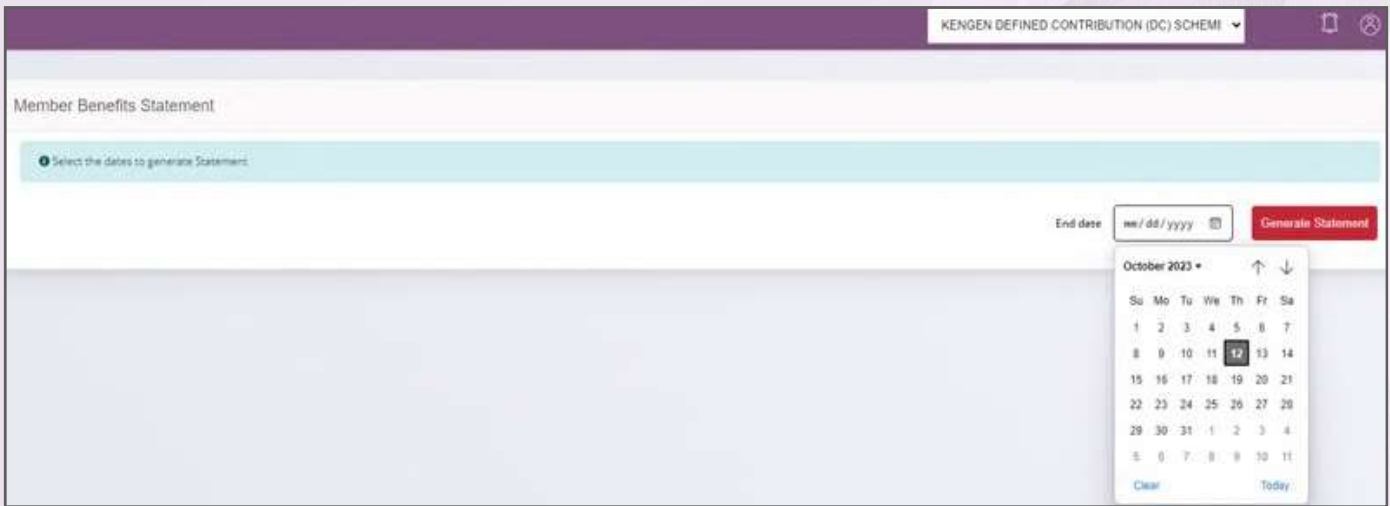 KENGEN DEFINED CONTRIBUTION (DC) SCHEMI
Member Benefits Statement
Select the dates to generate Statement
End date mm/dd/yyyy Generate Statement
October 2023
Su Mo Tu We Th Fr Sa
1 2 3 4 5 6 7
8 9 10 11 12 13 14
15 16 17 18 19 20 21
22 23 24 25 26 27 28
29 30 31 1 2 3 4
5 6 7 8 9 10 11
Clear Today